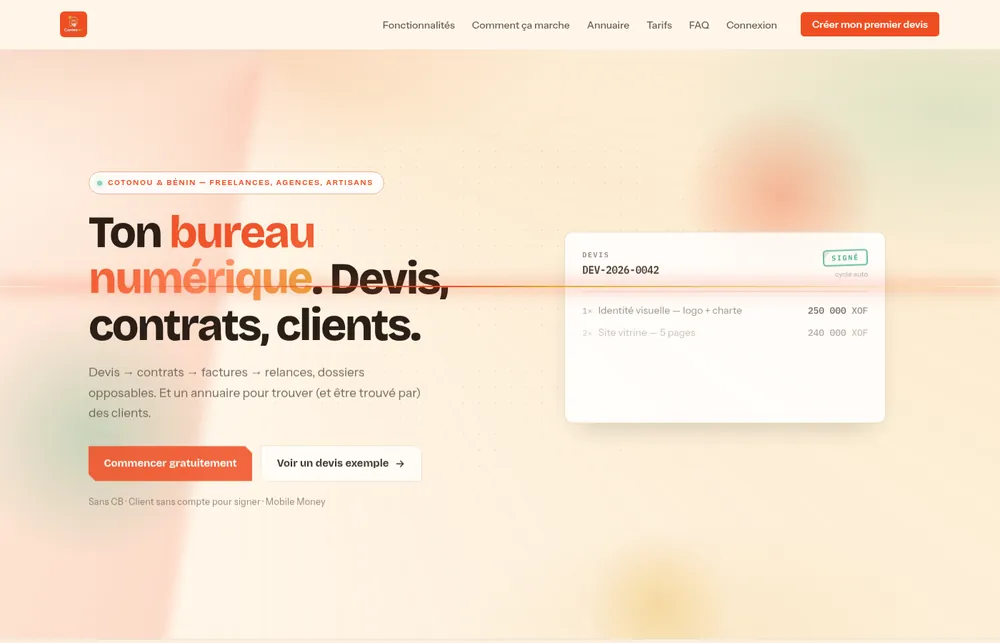 Fonctionnalités
Comment ça marche
Annuaire
Tarifs
FAQ
Connexion
Créer mon premier devis
COTONOU & BÉNIN — FREELANCES, AGENCES, ARTISANS
Ton bureau
numérique. Devis,
contrats, clients.
Devis → contrats → factures → relances, dossiers
opposables. Et un annuaire pour trouver (et être trouvé par)
des clients.
Commencer gratuitement
Voir un devis exemple →
Sans CB · Client sans compte pour signer · Mobile Money
DEVIS
DEV-2026-0042
SIGNÉ
cycle auto
1× Identité visuelle — logo + charte 250 000 XOF
2× Site vitrine — 5 pages 240 000 XOF